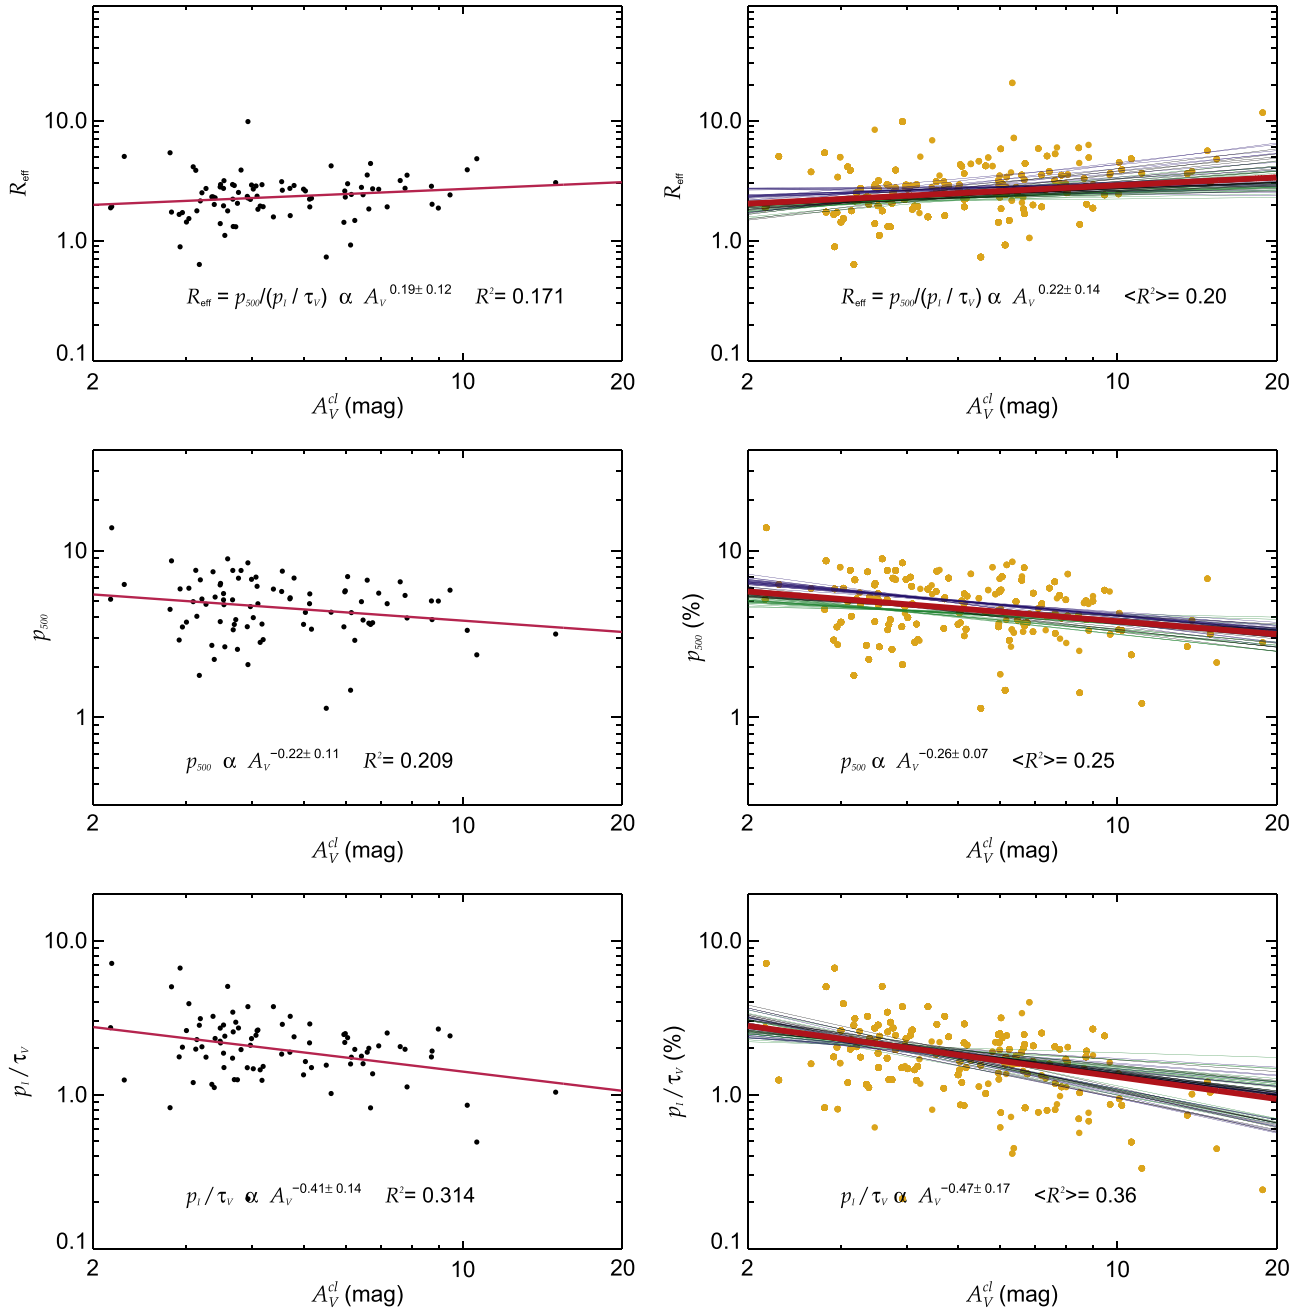 10.0
1.0
0.1
R_eff
R_eff = p_500/(p_I / τ_V) α A_V^0.19± 0.12 R²= 0.171
2 10 20
A_V^cl (mag)
10.0
1.0
0.1
R_eff
R_eff = p_500/(p_I / τ_V) α A_V^0.22± 0.14 <R²>= 0.20
2 10 20
A_V^cl (mag)
10
1
p_500
p_500 α A_V^−0.22± 0.11 R²= 0.209
2 10 20
A_V^cl (mag)
10
1
p_500 (%)
p_500 α A_V^−0.26± 0.07 <R²>= 0.25
2 10 20
A_V^cl (mag)
10.0
1.0
0.1
p_I / τ_V
p_I / τ_V α A_V^−0.41± 0.14 R²= 0.314
2 10 20
A_V^cl (mag)
10.0
1.0
0.1
p_I / τ_V (%)
p_I / τ_V α A_V^−0.47± 0.17 <R²>= 0.36
2 10 20
A_V^cl (mag)